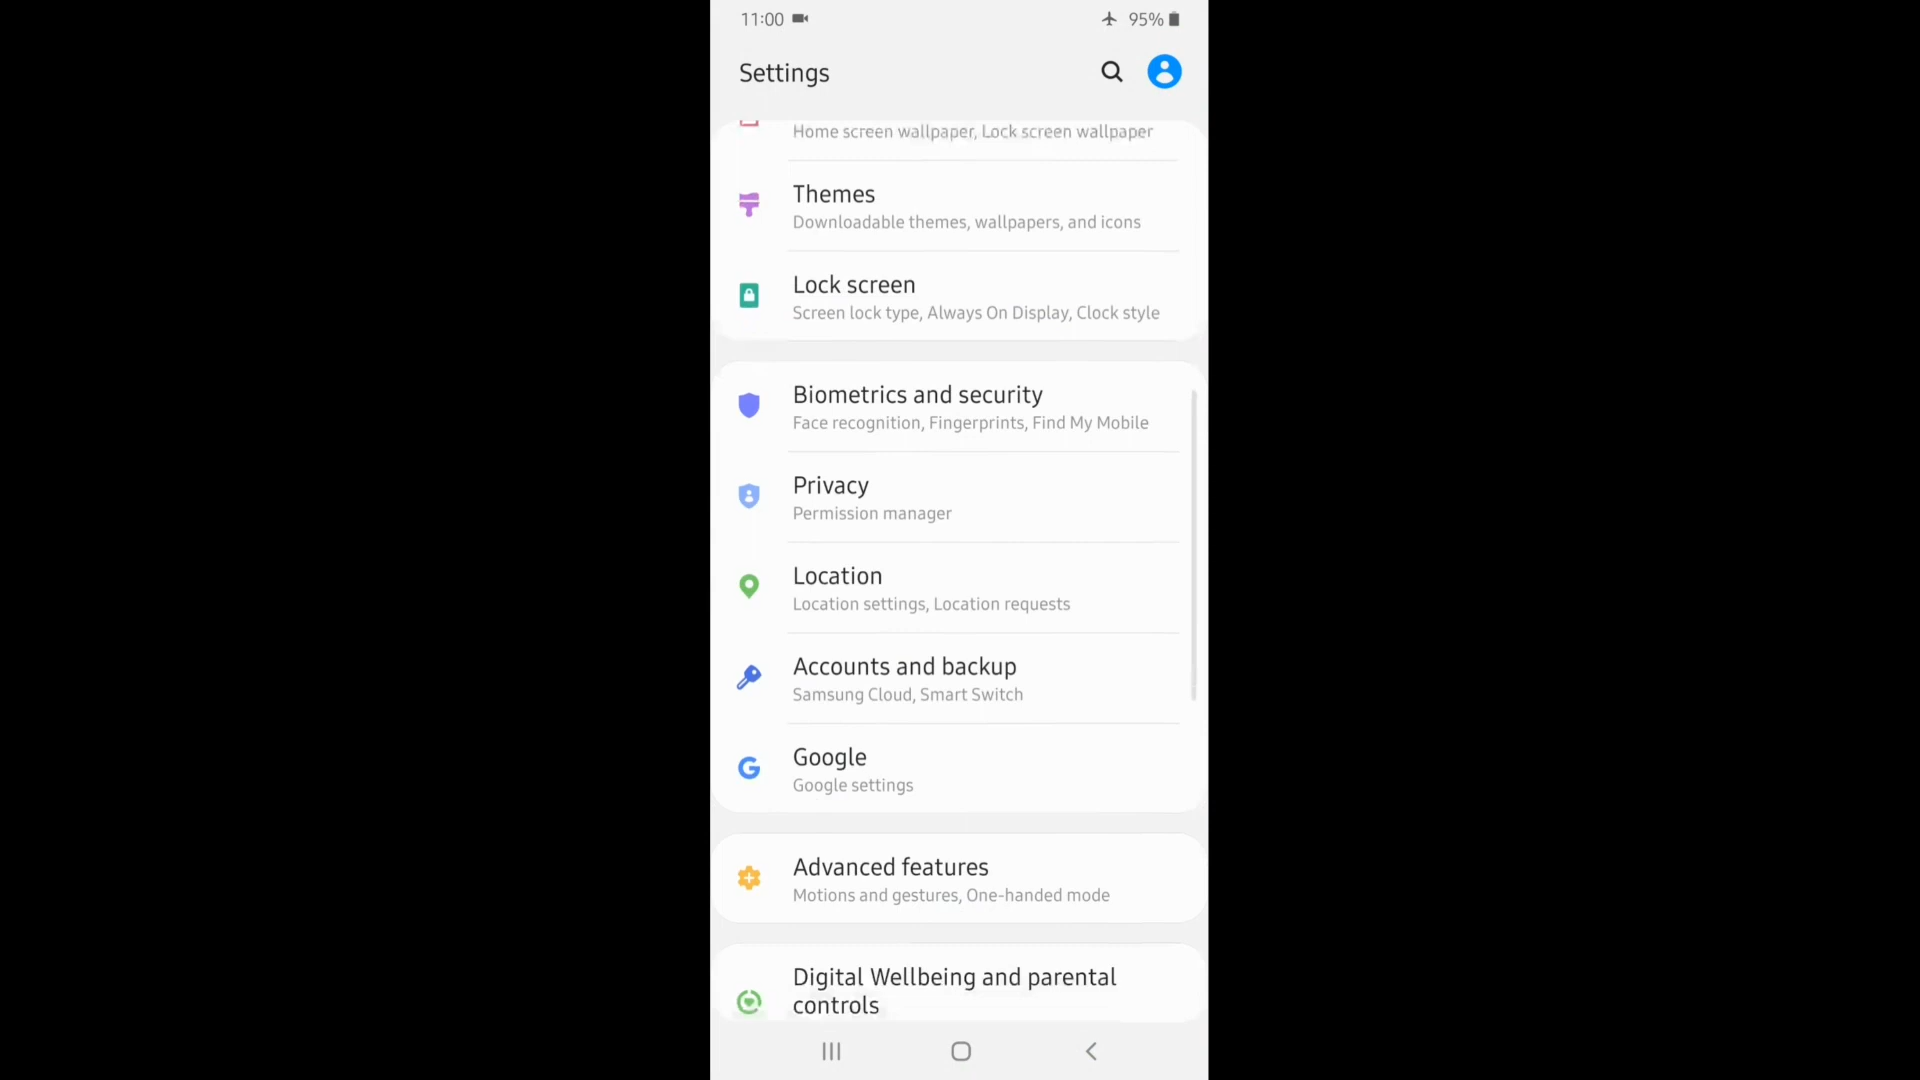 11:00
95%
Settings
Home screen wallpaper, Lock screen wallpaper
Themes
Downloadable themes, wallpapers, and icons
Lock screen
Screen lock type, Always On Display, Clock style
Biometrics and security
Face recognition, Fingerprints, Find My Mobile
Privacy
Permission manager
Location
Location settings, Location requests
Accounts and backup
Samsung Cloud, Smart Switch
Google
Google settings
Advanced features
Motions and gestures, One-handed mode
Digital Wellbeing and parental
controls